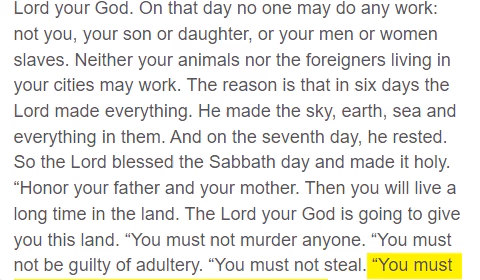 Lord your God. On that day no one may do any work:
not you, your son or daughter, or your men or women
slaves. Neither your animals nor the foreigners living in
your cities may work. The reason is that in six days the
Lord made everything. He made the sky, earth, sea and
everything in them. And on the seventh day, he rested.
So the Lord blessed the Sabbath day and made it holy.
“Honor your father and your mother. Then you will live a
long time in the land. The Lord your God is going to give
you this land. “You must not murder anyone. “You must
not be guilty of adultery. “You must not steal. “You must